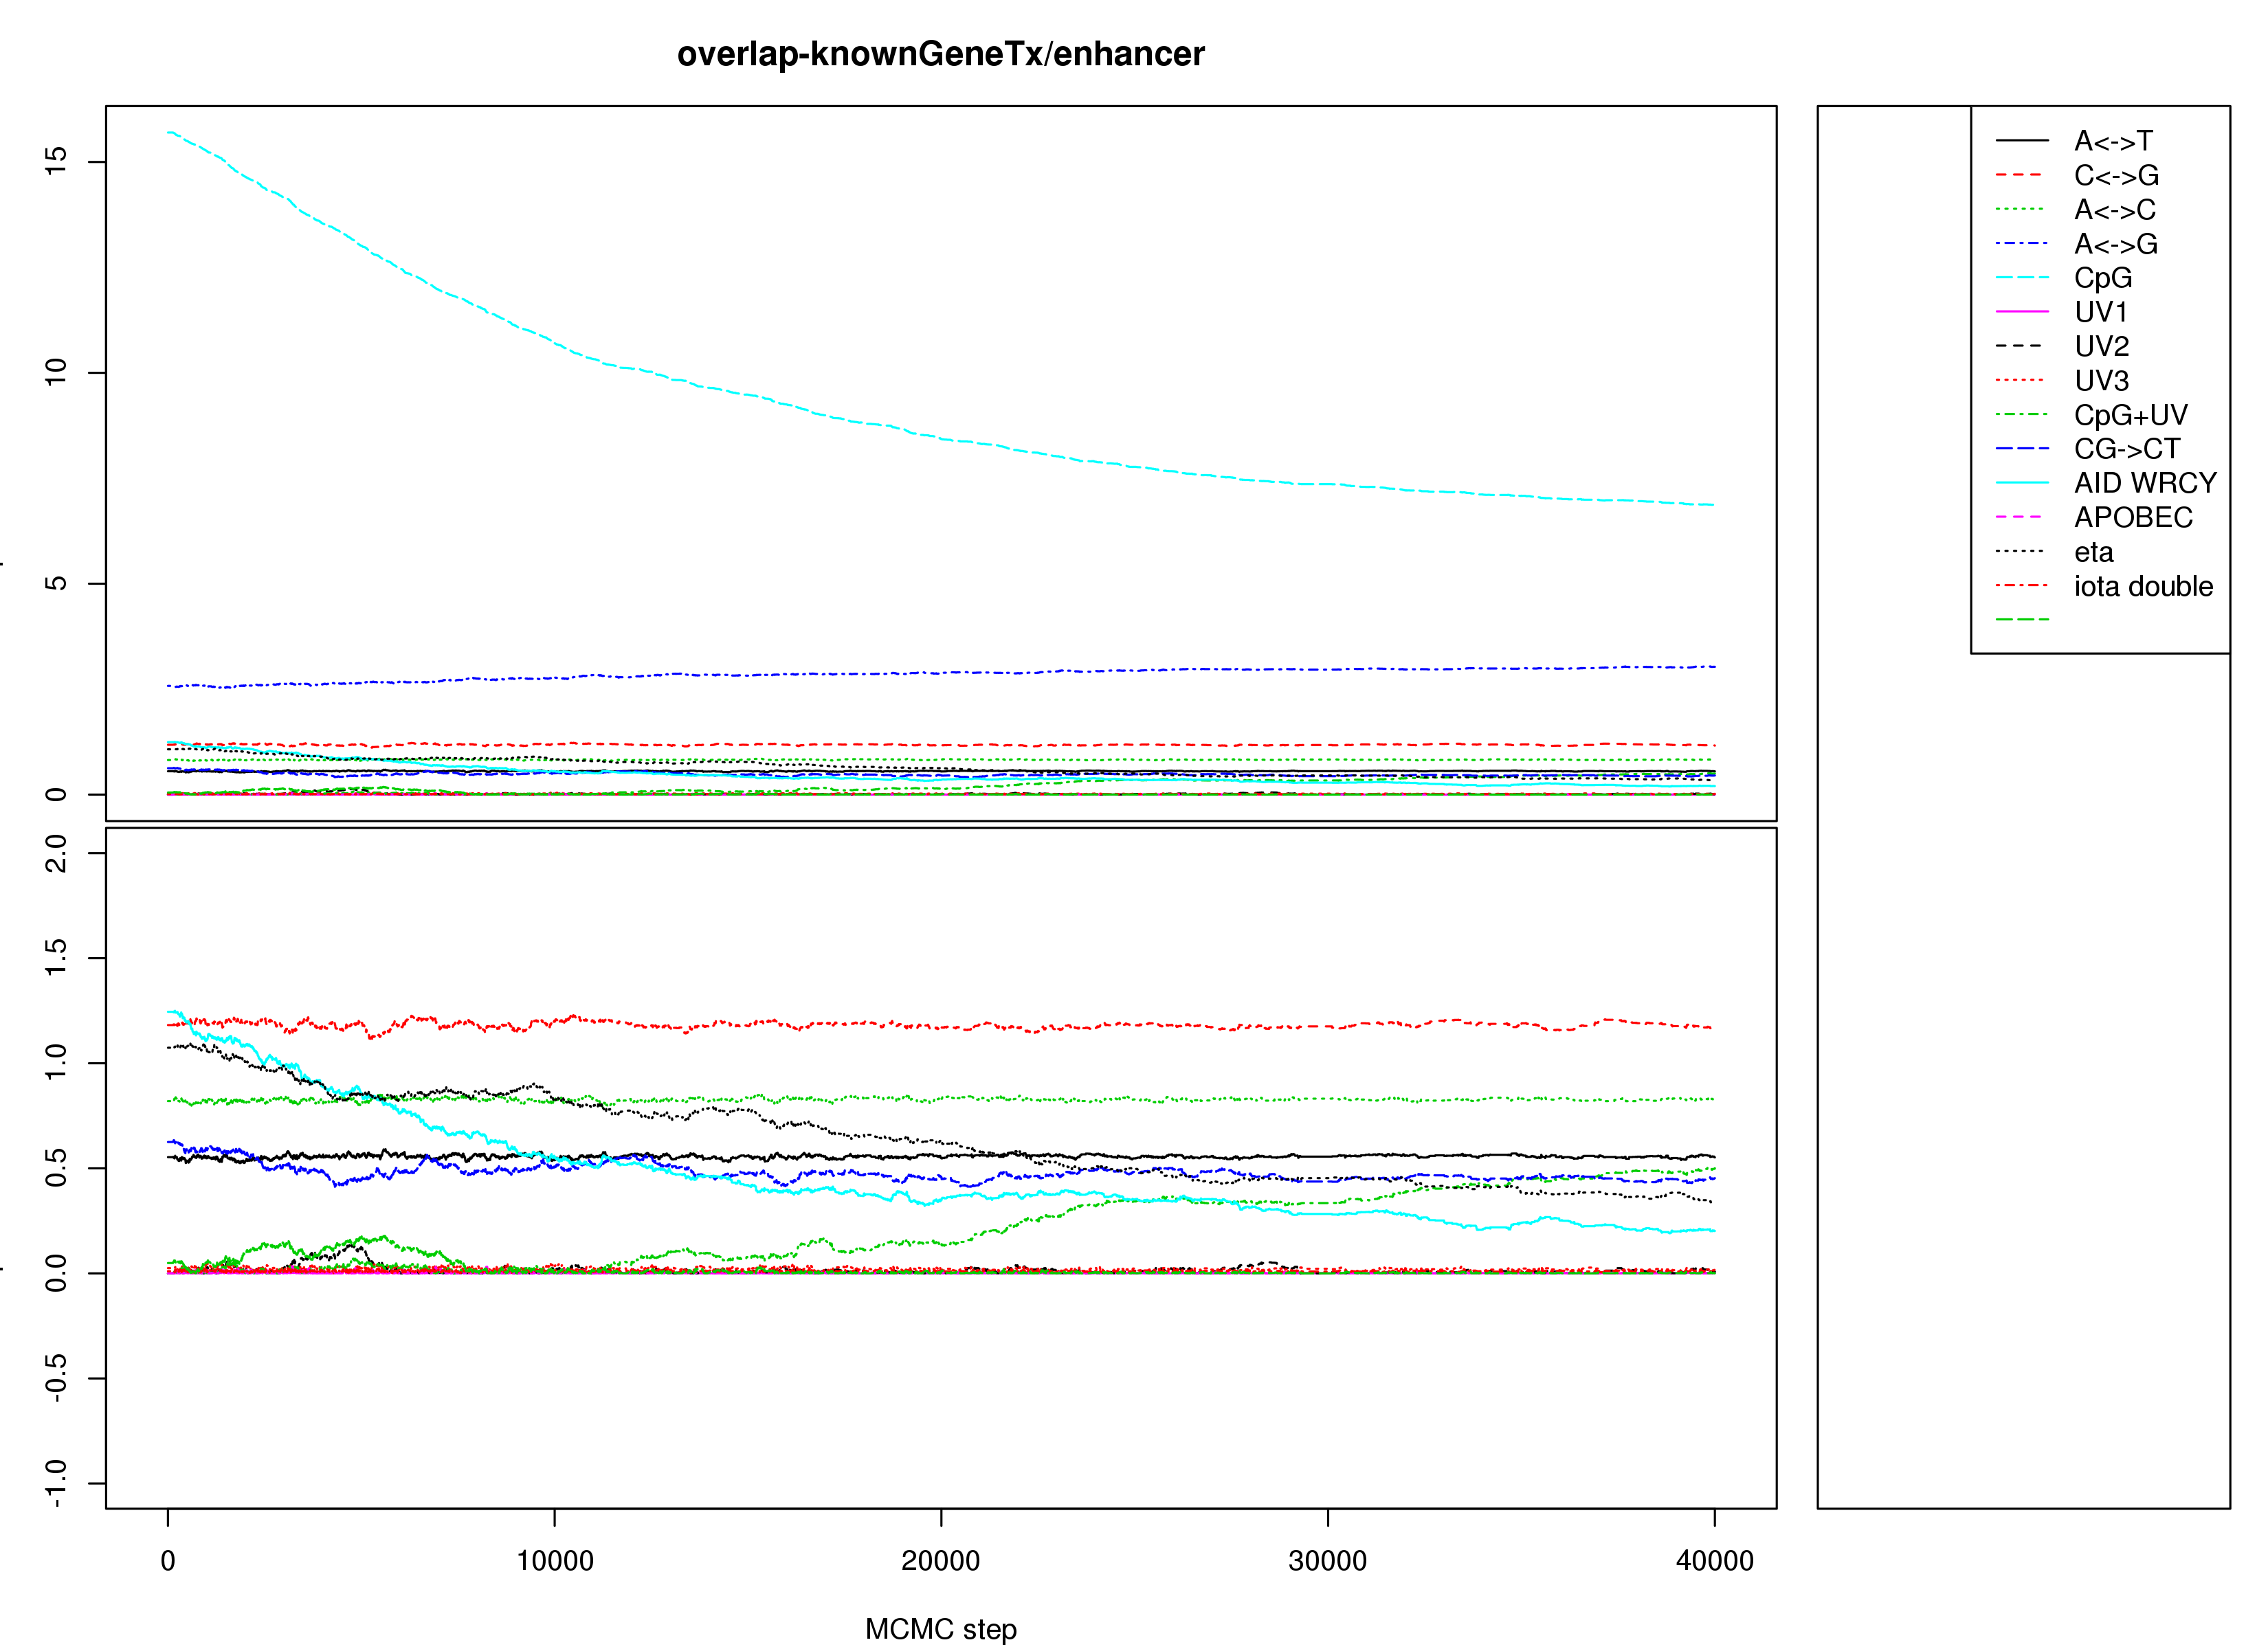 overlap-knownGeneTx/enhancer
15
10
5
0
A<->T
C<->G
A<->C
A<->G
CpG
UV1
UV2
UV3
CpG+UV
CG->CT
AID WRCY
APOBEC
eta
iota double
2.0
1.5
1.0
0.5
0.0
-0.5
-1.0
0 10000 20000 30000 40000
MCMC step